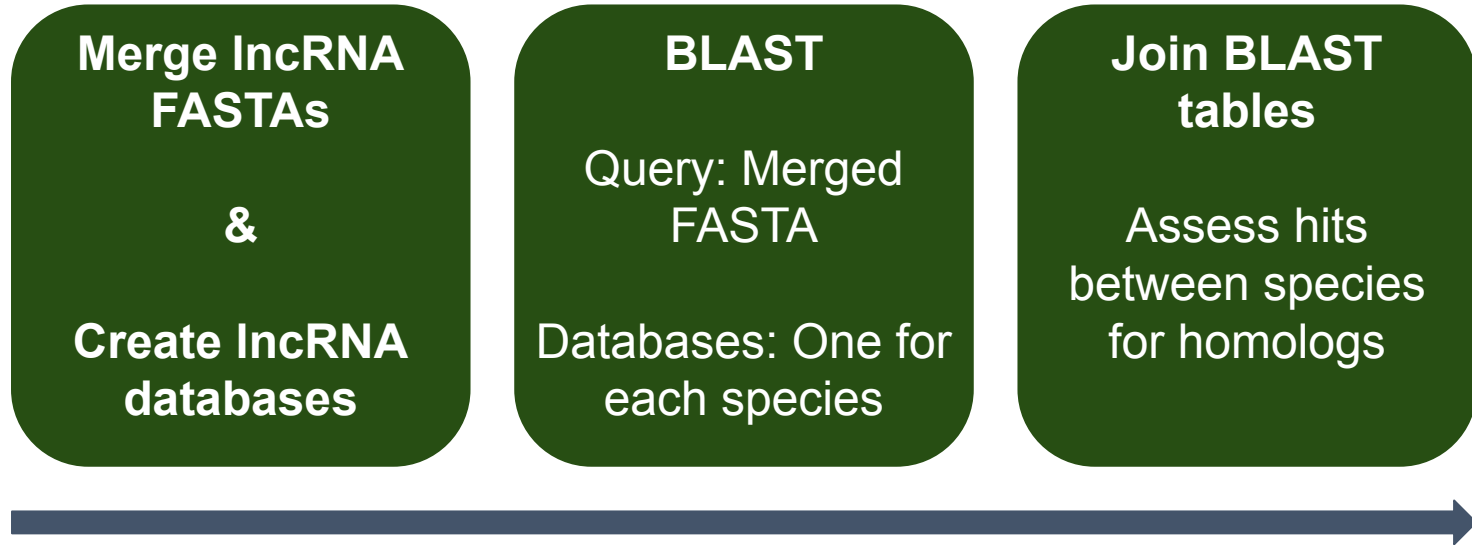 Merge lncRNA
FASTAs
&
Create lncRNA
databases
BLAST
Query: Merged
FASTA
Databases: One for
each species
Join BLAST
tables
Assess hits
between species
for homologs